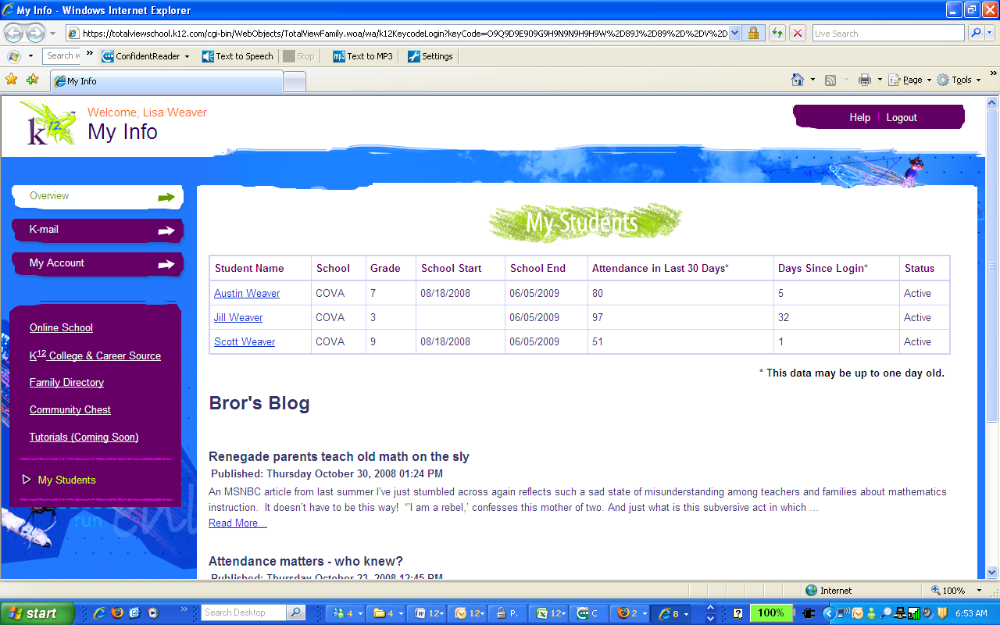 My Info - Windows Internet Explorer
https://totalviewschool.k12.com/cgi-bin/WebObjects/TotalViewFamily.woa/wa/k12KeycodeLogin?keyCode=O9Q9D9E909G9H9N9N9H9H9W%2D89J%2D89%2D%2DV%2D
Live Search
Search w
»
ConfidentReader
Text to Speech
Stop
mp3 Text to MP3
Settings
My Info
Page
Tools
»
k12
Welcome, Lisa Weaver
My Info
Help | Logout
Overview
K-mail
My Account
Online School
K12 College & Career Source
Family Directory
Community Chest
Tutorials (Coming Soon)
My Students
run
My Students
Student Name School Grade School Start School End Attendance in Last 30 Days* Days Since Login* Status
Austin Weaver COVA 7 08/18/2008 06/05/2009 80 5 Active
Jill Weaver COVA 3 06/05/2009 97 32 Active
Scott Weaver COVA 9 08/18/2008 06/05/2009 51 1 Active
* This data may be up to one day old.
Bror's Blog
Renegade parents teach old math on the sly
Published: Thursday October 30, 2008 01:24 PM
An MSNBC article from last summer I've just stumbled across again reflects such a sad state of misunderstanding among teachers and families about mathematics
instruction.  It doesn't have to be this way!  "'I am a rebel,' confesses this mother of two. And just what is this subversive act in which ...
Read More...
Attendance matters - who knew?
Published: Thursday October 23, 2008 12:45 PM
Internet
100%
start
»
Search Desktop
4
4
12
12
P.
12
C
2
8
100%
6:53 AM